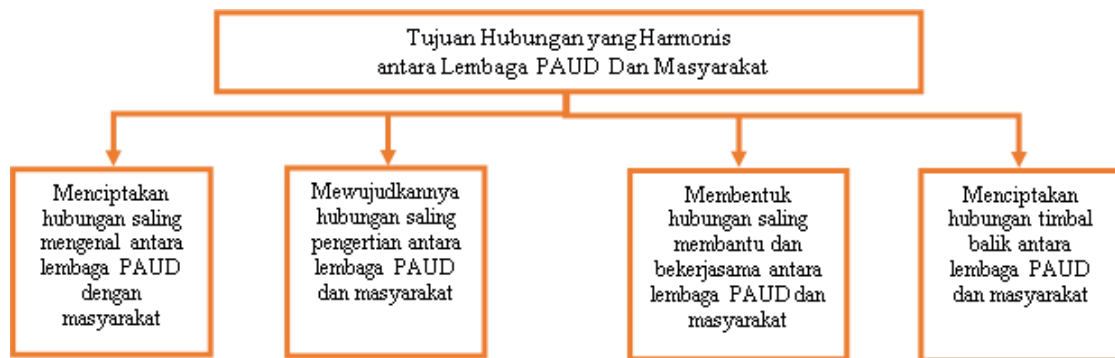 Tujuan Hubungan yang Harmonis
antara Lembaga PAUD Dan Masyarakat
Menciptakan
hubungan saling
mengenal antara
lembaga PAUD
dengan
masyarakat
Mewujudkannya
hubungan saling
pengertian antara
lembaga PAUD
dan masyarakat
Membentuk
hubungan saling
membantu dan
bekerjasama antara
lembaga PAUD dan
masyarakat
Menciptakan
hubungan timbal
balik antara
lembaga PAUD
dan masyarakat